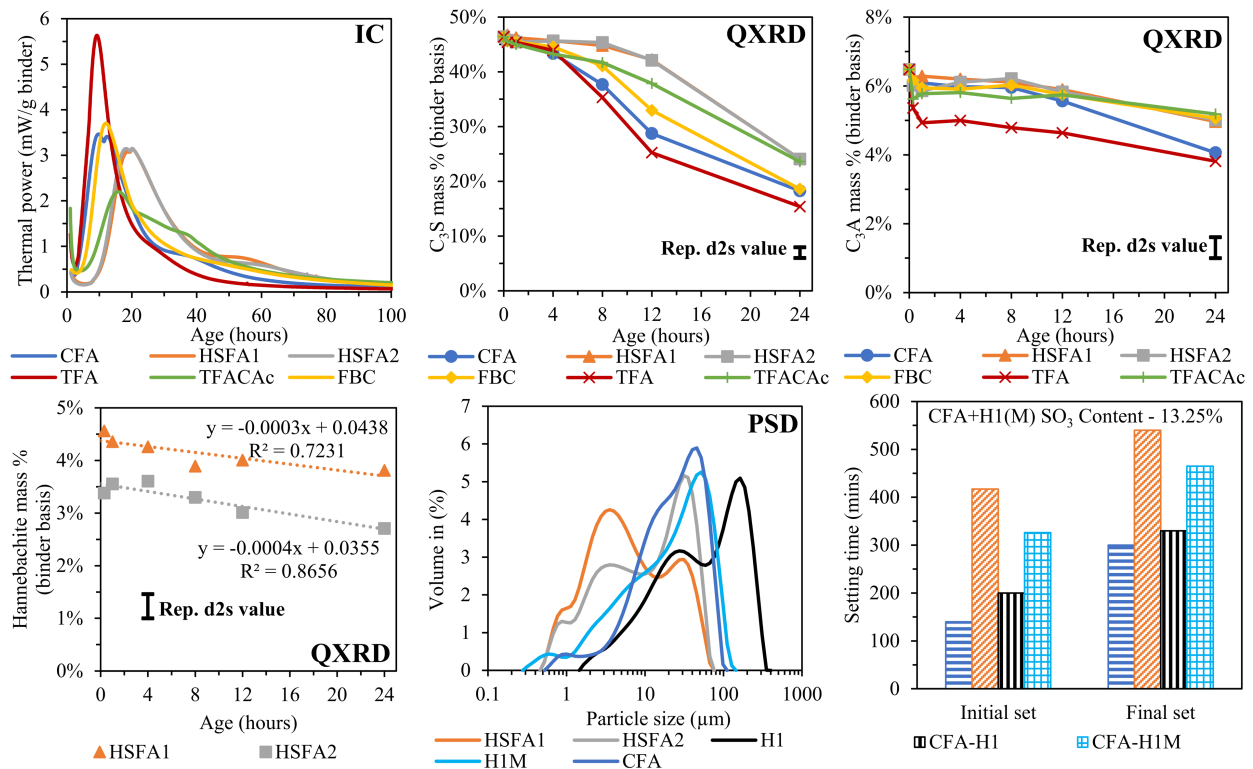 IC
Thermal power (mW/g binder)
6
5
4
3
2
1
0
0 20 40 60 80 100
Age (hours)
CFA HSFA1 HSFA2
TFA TFACAc FBC
QXRD
C3S mass % (binder basis)
50%
40%
30%
20%
10%
0%
Rep. d2s value
0 4 8 12 16 20 24
Age (hours)
CFA HSFA1 HSFA2
FBC TFA TFACAc
QXRD
C3A mass % (binder basis)
8%
6%
4%
2%
0%
Rep. d2s value
0 4 8 12 16 20 24
Age (hours)
CFA HSFA1 HSFA2
FBC TFA TFACAc
Hannebachite mass %
(binder basis)
5%
4%
3%
2%
1%
0%
y = -0.0003x + 0.0438
R² = 0.7231
y = -0.0004x + 0.0355
R² = 0.8656
Rep. d2s value
QXRD
0 4 8 12 16 20 24
Age (hours)
HSFA1 HSFA2
PSD
Volume in (%)
7
6
5
4
3
2
1
0
0.1 1 10 100 1000
Particle size (µm)
HSFA1 HSFA2 H1
H1M CFA
CFA+H1(M) SO3 Content - 13.25%
Setting time (mins)
600
500
400
300
200
100
0
Initial set Final set
CFA-H1 CFA-H1M